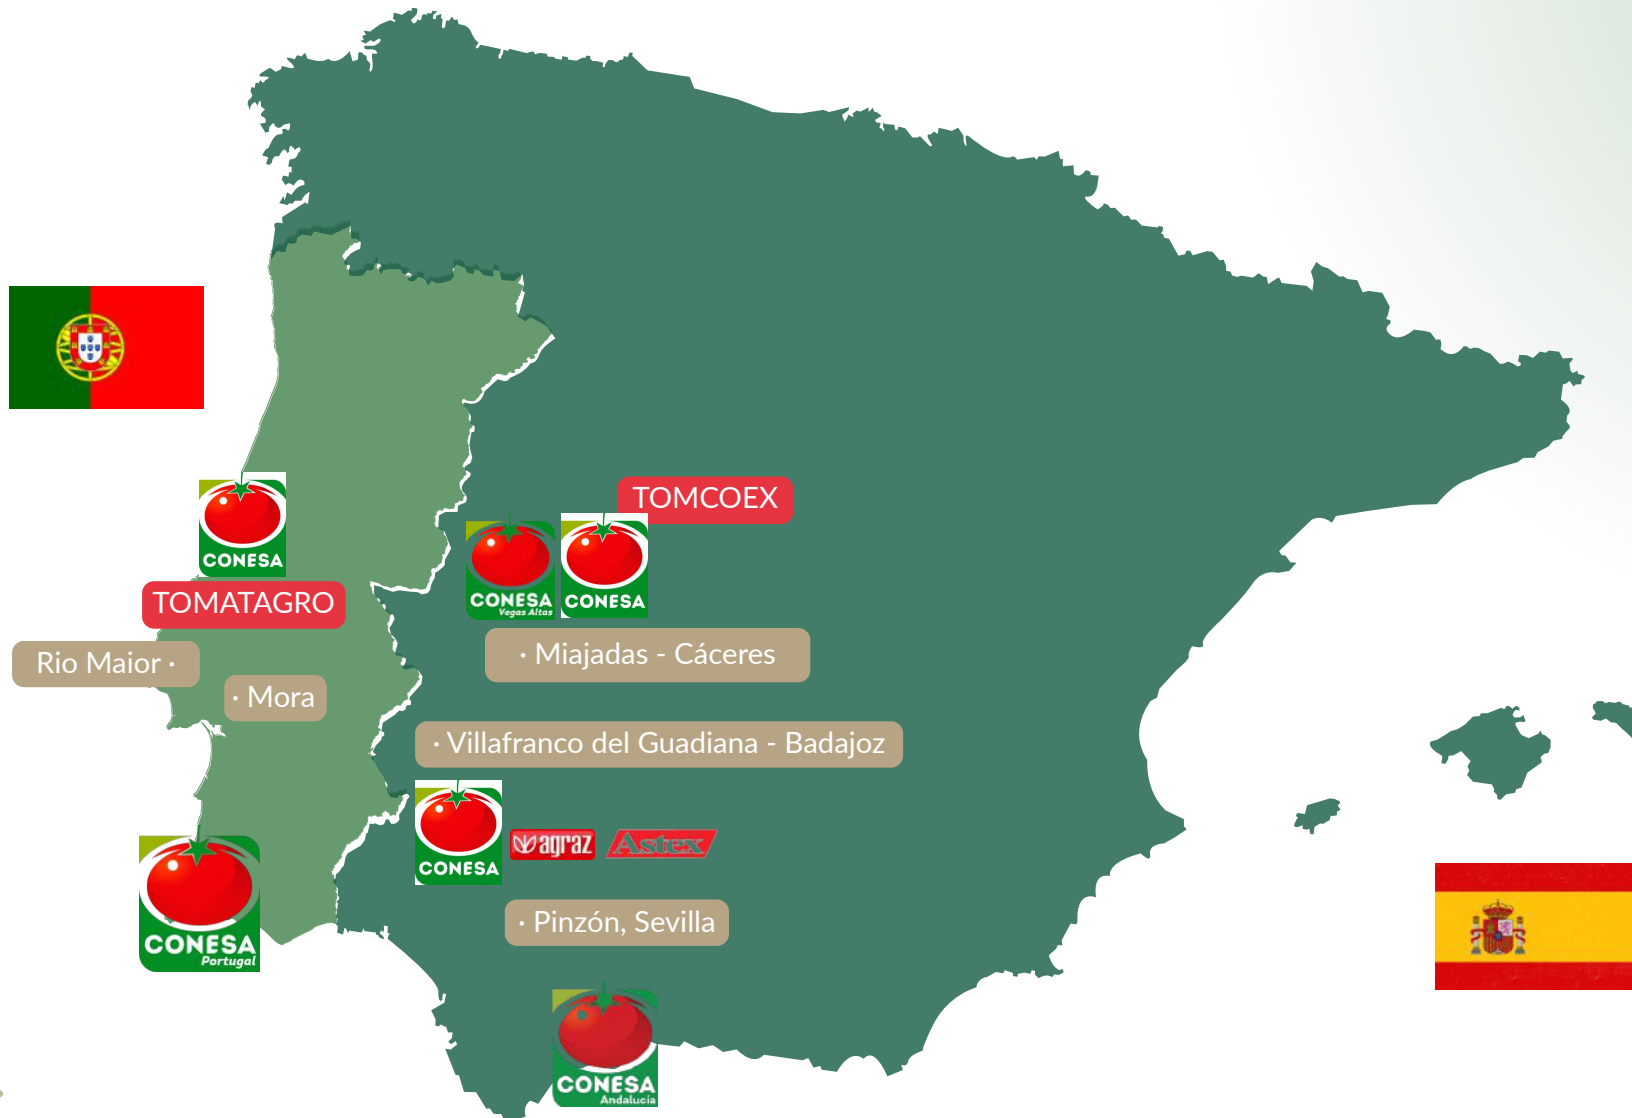 TOMCOEX
CONESA
CONESA
Vegas Altas
CONESA
TOMATAGRO
Rio Maior ·
· Mora
· Miajadas - Cáceres
· Villafranco del Guadiana - Badajoz
CONESA
agraz
Astex
CONESA
Portugal
· Pinzón, Sevilla
CONESA
Andalucía